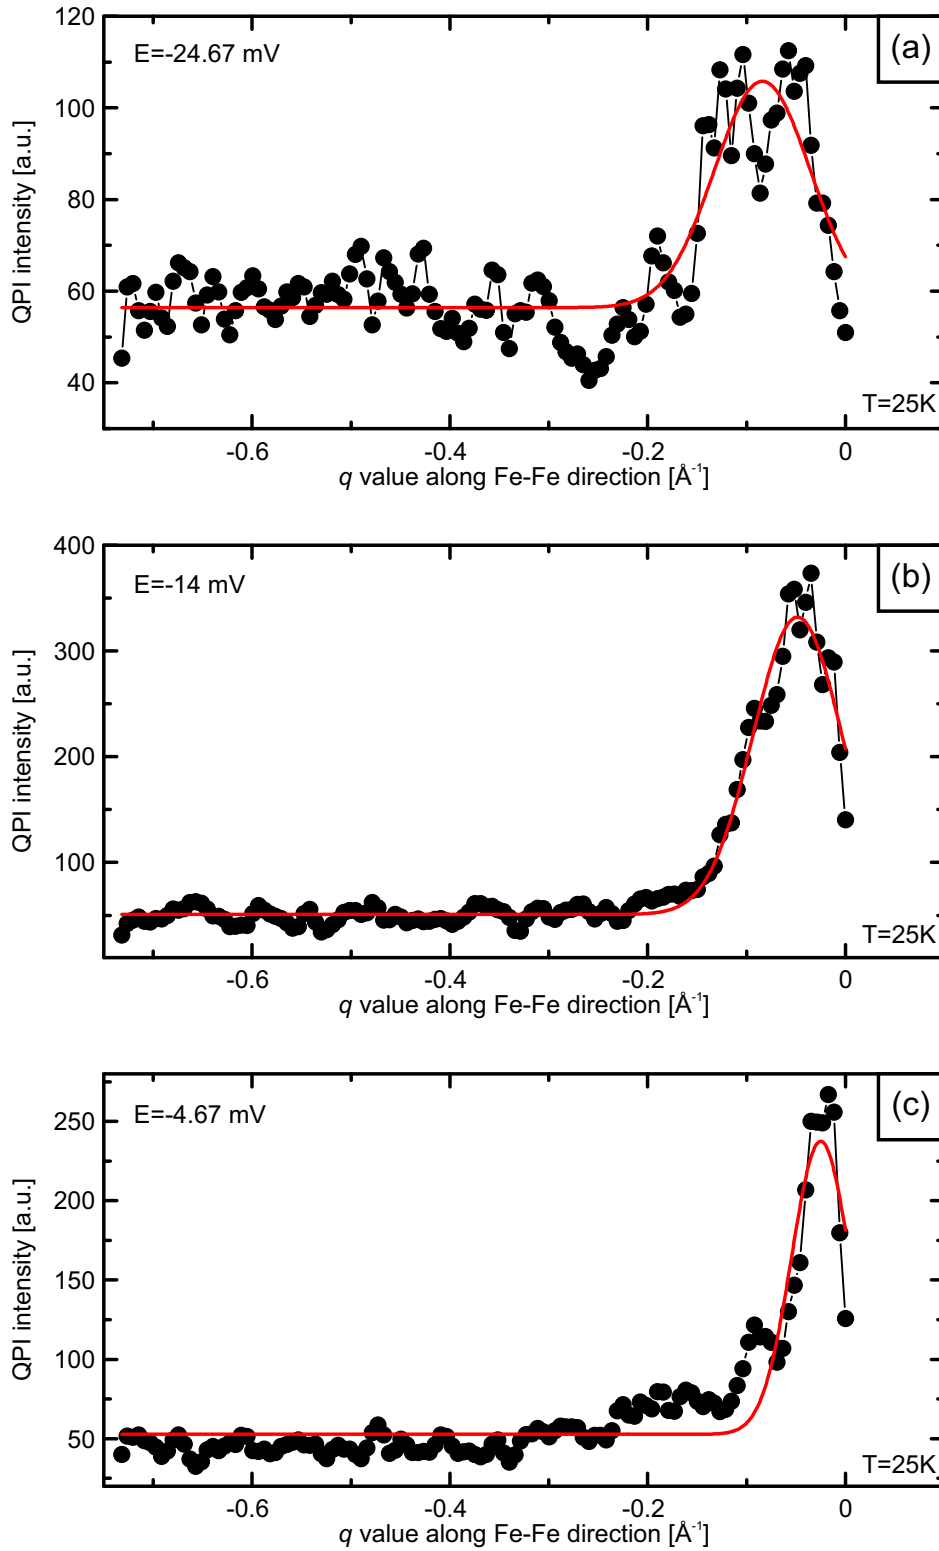 120
100
80
60
40
QPI intensity [a.u.]
E=-24.67 mV
(a)
T=25K
-0.6
-0.4
-0.2
0
q value along Fe-Fe direction [Å⁻¹]
400
300
200
100
QPI intensity [a.u.]
E=-14 mV
(b)
T=25K
-0.6
-0.4
-0.2
0
q value along Fe-Fe direction [Å⁻¹]
250
200
150
100
50
QPI intensity [a.u.]
E=-4.67 mV
(c)
T=25K
-0.6
-0.4
-0.2
0
q value along Fe-Fe direction [Å⁻¹]